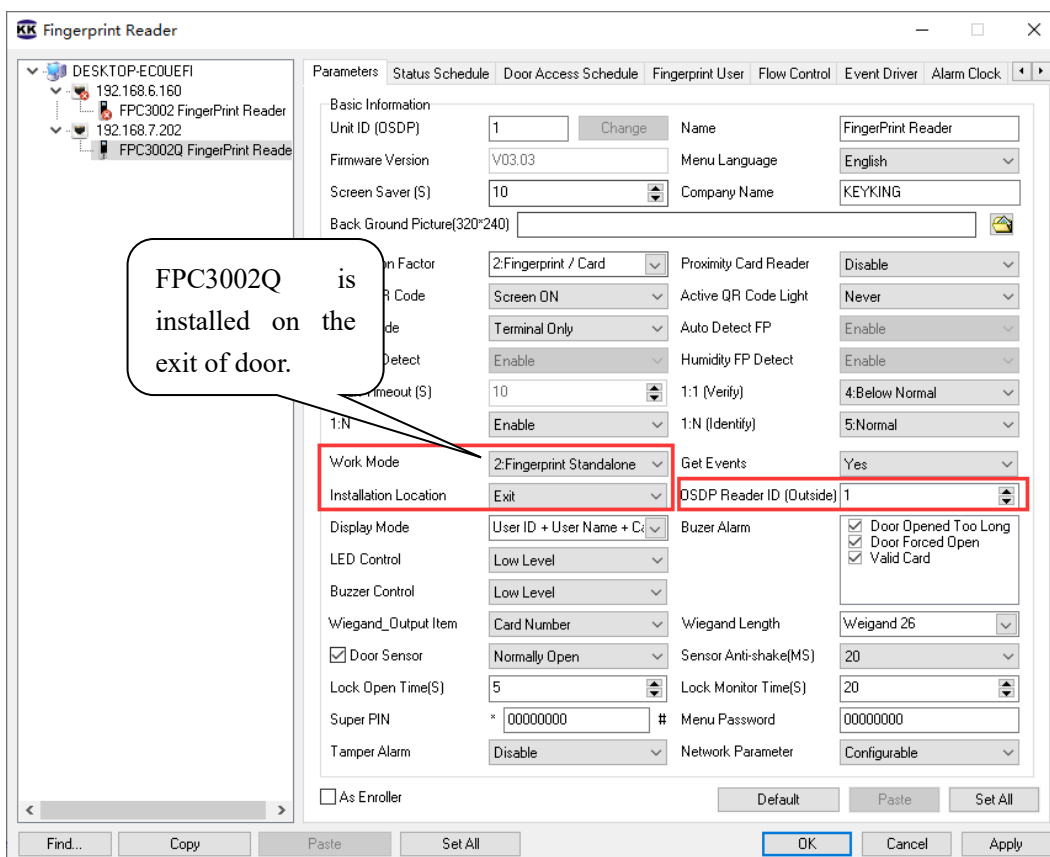 KK Fingerprint Reader
DESKTOP-EC0UEFI
192.168.6.160
FPC3002 FingerPrint Reader
192.168.7.202
FPC3002Q FingerPrint Reade
Parameters Status Schedule Door Access Schedule Fingerprint User Flow Control Event Driver Alarm Clock
Basic Information
Unit ID (OSDP) 1 Change Name FingerPrint Reader
Firmware Version V03.03 Menu Language English
Screen Saver (S) 10 Company Name KEYKING
Back Ground Picture(320*240)
n Factor 2:Fingerprint / Card Proximity Card Reader Disable
R Code Screen ON Active QR Code Light Never
de Terminal Only Auto Detect FP Enable
Detect Enable Humidity FP Detect Enable
imeout (S) 10 1:1 (Verify) 4:Below Normal
1:N Enable 1:N (Identify) 5:Normal
FPC3002Q is
installed on the
exit of door.
Work Mode 2:Fingerprint Standalone Get Events Yes
Installation Location Exit OSDP Reader ID (Outside) 1
Display Mode User ID + User Name + Ca Buzer Alarm Door Opened Too Long
Door Forced Open
Valid Card
LED Control Low Level
Buzzer Control Low Level
Wiegand_Output Item Card Number Wiegand Length Weigand 26
Door Sensor Normally Open Sensor Anti-shake(MS) 20
Lock Open Time(S) 5 Lock Monitor Time(S) 20
Super PIN * 00000000 # Menu Password 00000000
Tamper Alarm Disable Network Parameter Configurable
As Enroller Default Paste Set All
Find... Copy Paste Set All OK Cancel Apply